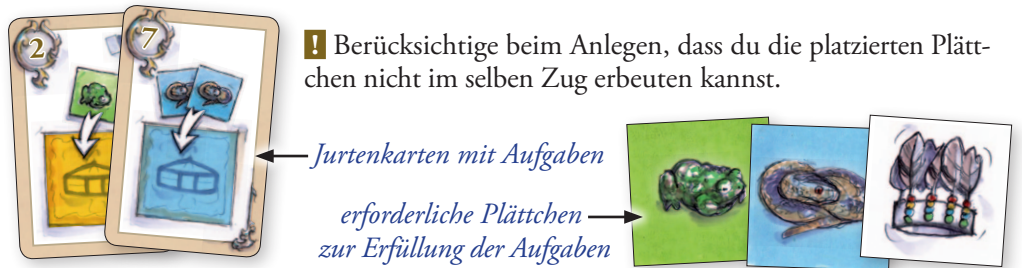 2
7
! Berücksichtige beim Anlegen, dass du die platzierten Plätt-
chen nicht im selben Zug erbeuten kannst.
Jurtenkarten mit Aufgaben
erforderliche Plättchen
zur Erfüllung der Aufgaben